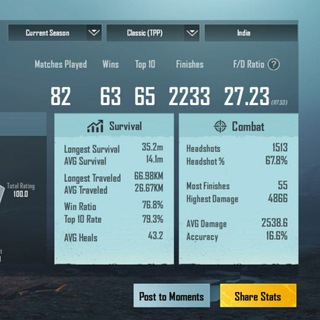 Current Season
Classic (TPP)
India
Matches Played
Wins
Top 10
Finishes
F/D Ratio ?
82
63
65
2233
27.23
Survival
Longest Survival 35.2m
AVG Survival 14.1m
Longest Traveled 66.98KM
AVG Traveled 26.67KM
Win Ratio 76.8%
Top 10 Rate 79.3%
AVG Heals 43.2
Combat
Headshots 1513
Headshot % 67.8%
Most Finishes 55
Highest Damage 4866
AVG Damage 2538.6
Accuracy 16.6%
Total Rating
100.0
Post to Moments
Share Stats